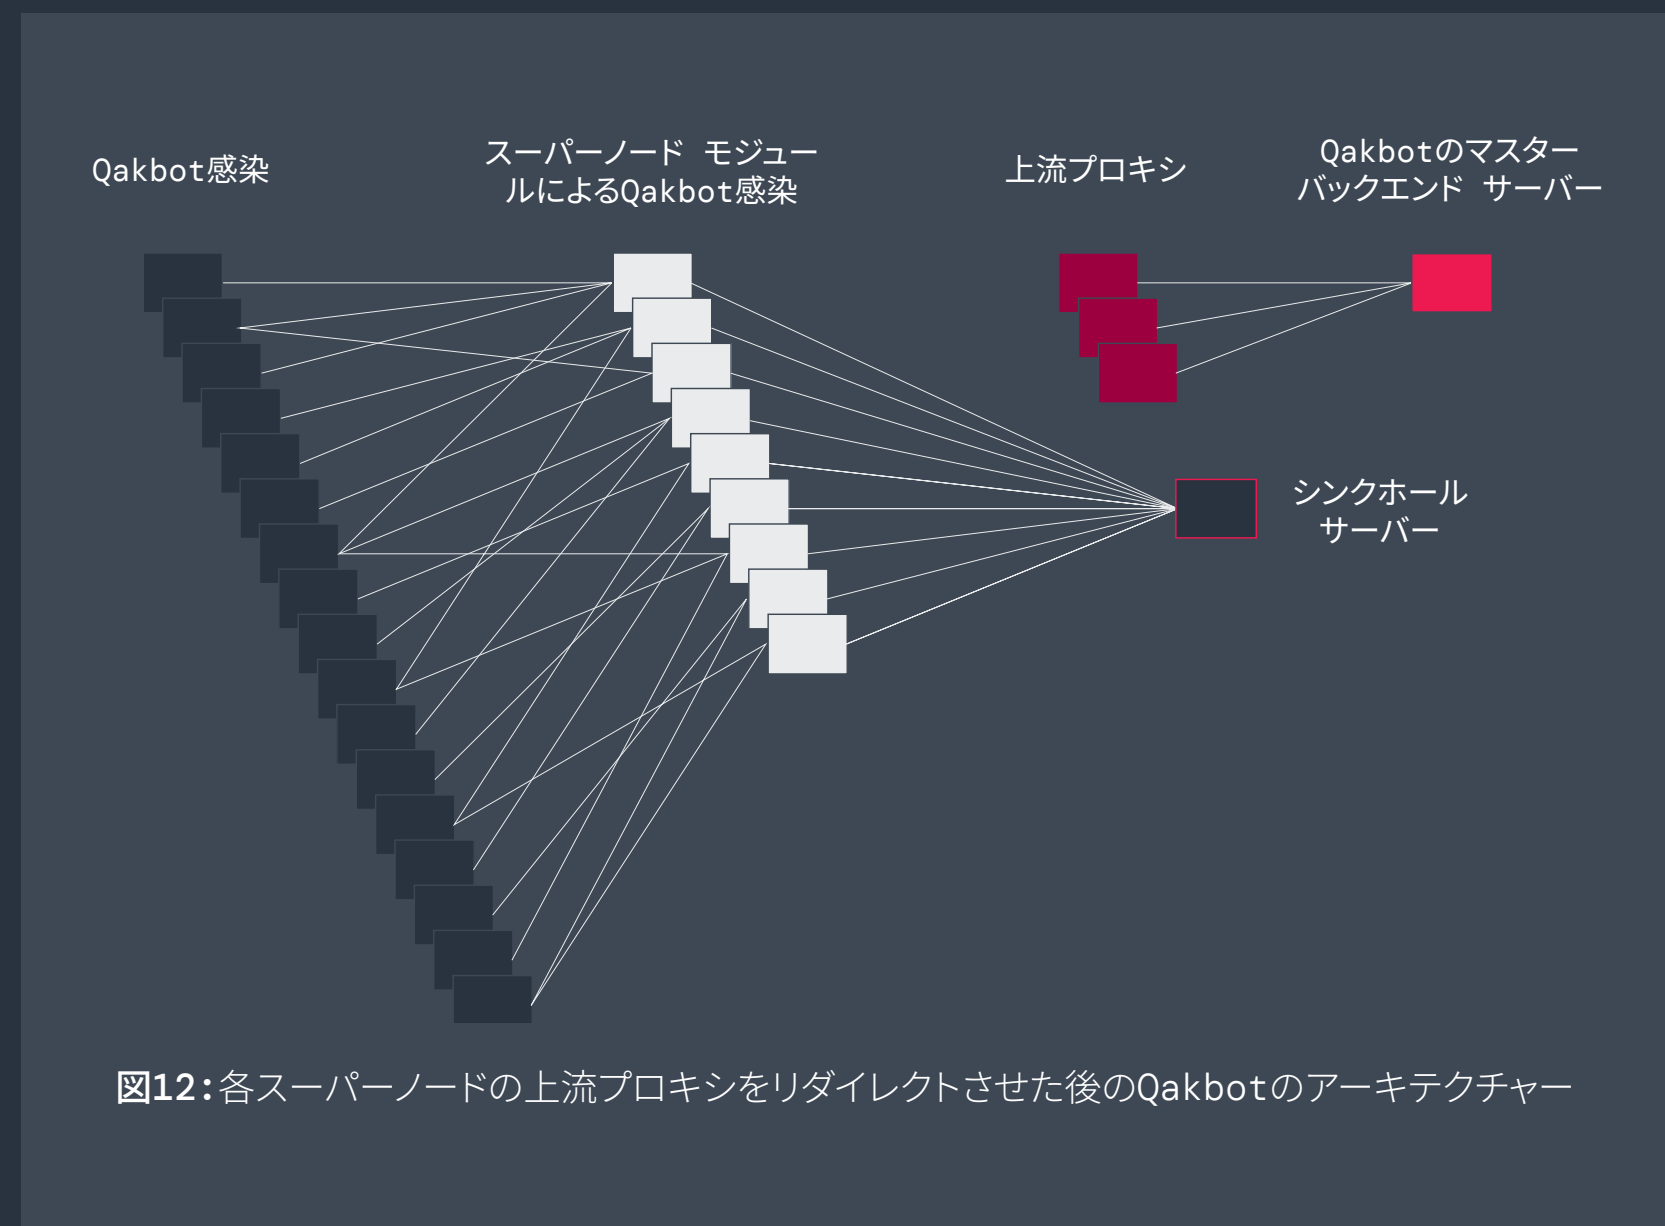 Qakbot感染
スーパーノード モジュー
ルによるQakbot感染
上流プロキシ
Qakbotのマスター
バックエンド サーバー
シンクホール
サーバー
図12:各スーパーノードの上流プロキシをリダイレクトさせた後のQakbotのアーキテクチャー